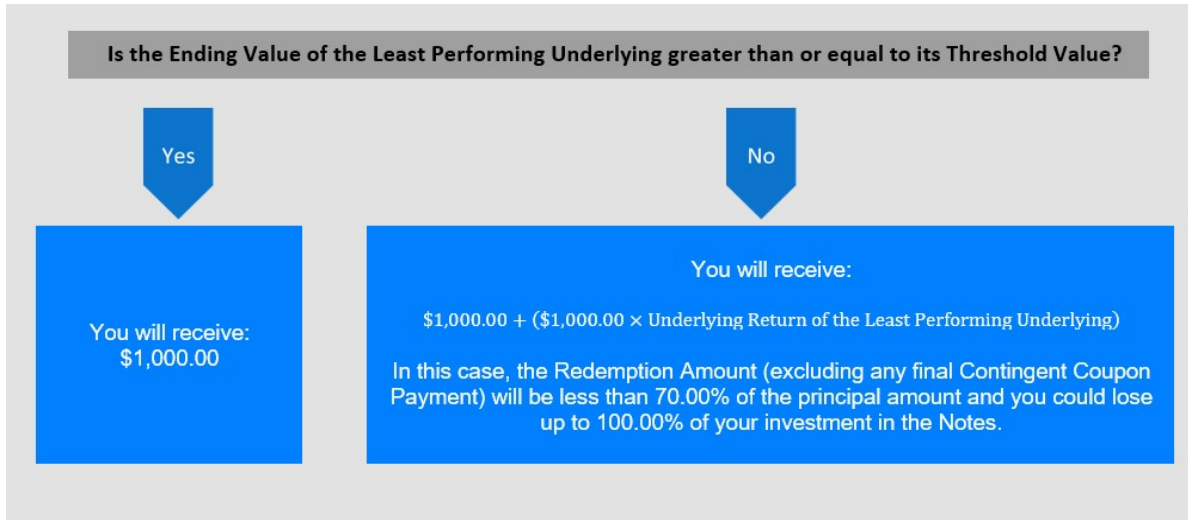 Is the Ending Value of the Least Performing Underlying greater than or equal to its Threshold Value?
Yes
No
You will receive:
$1,000.00
You will receive:
$1,000.00 + ($1,000.00 × Underlying Return of the Least Performing Underlying)
In this case, the Redemption Amount (excluding any final Contingent Coupon
Payment) will be less than 70.00% of the principal amount and you could lose
up to 100.00% of your investment in the Notes.